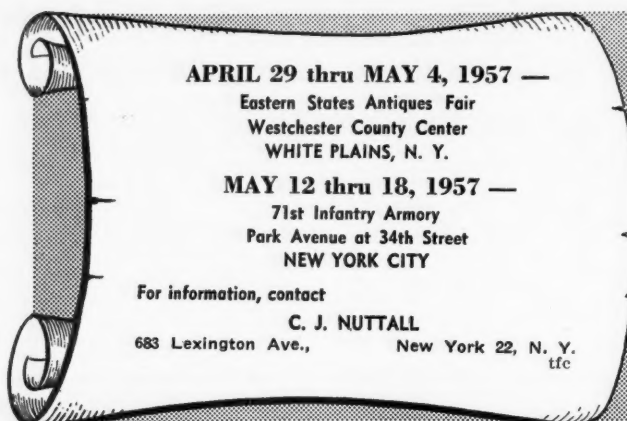 APRIL 29 thru MAY 4, 1957 —
Eastern States Antiques Fair
Westchester County Center
WHITE PLAINS, N. Y.
MAY 12 thru 18, 1957 —
71st Infantry Armory
Park Avenue at 34th Street
NEW YORK CITY
For information, contact
C. J. NUTTALL
683 Lexington Ave., New York 22, N. Y.
tfc